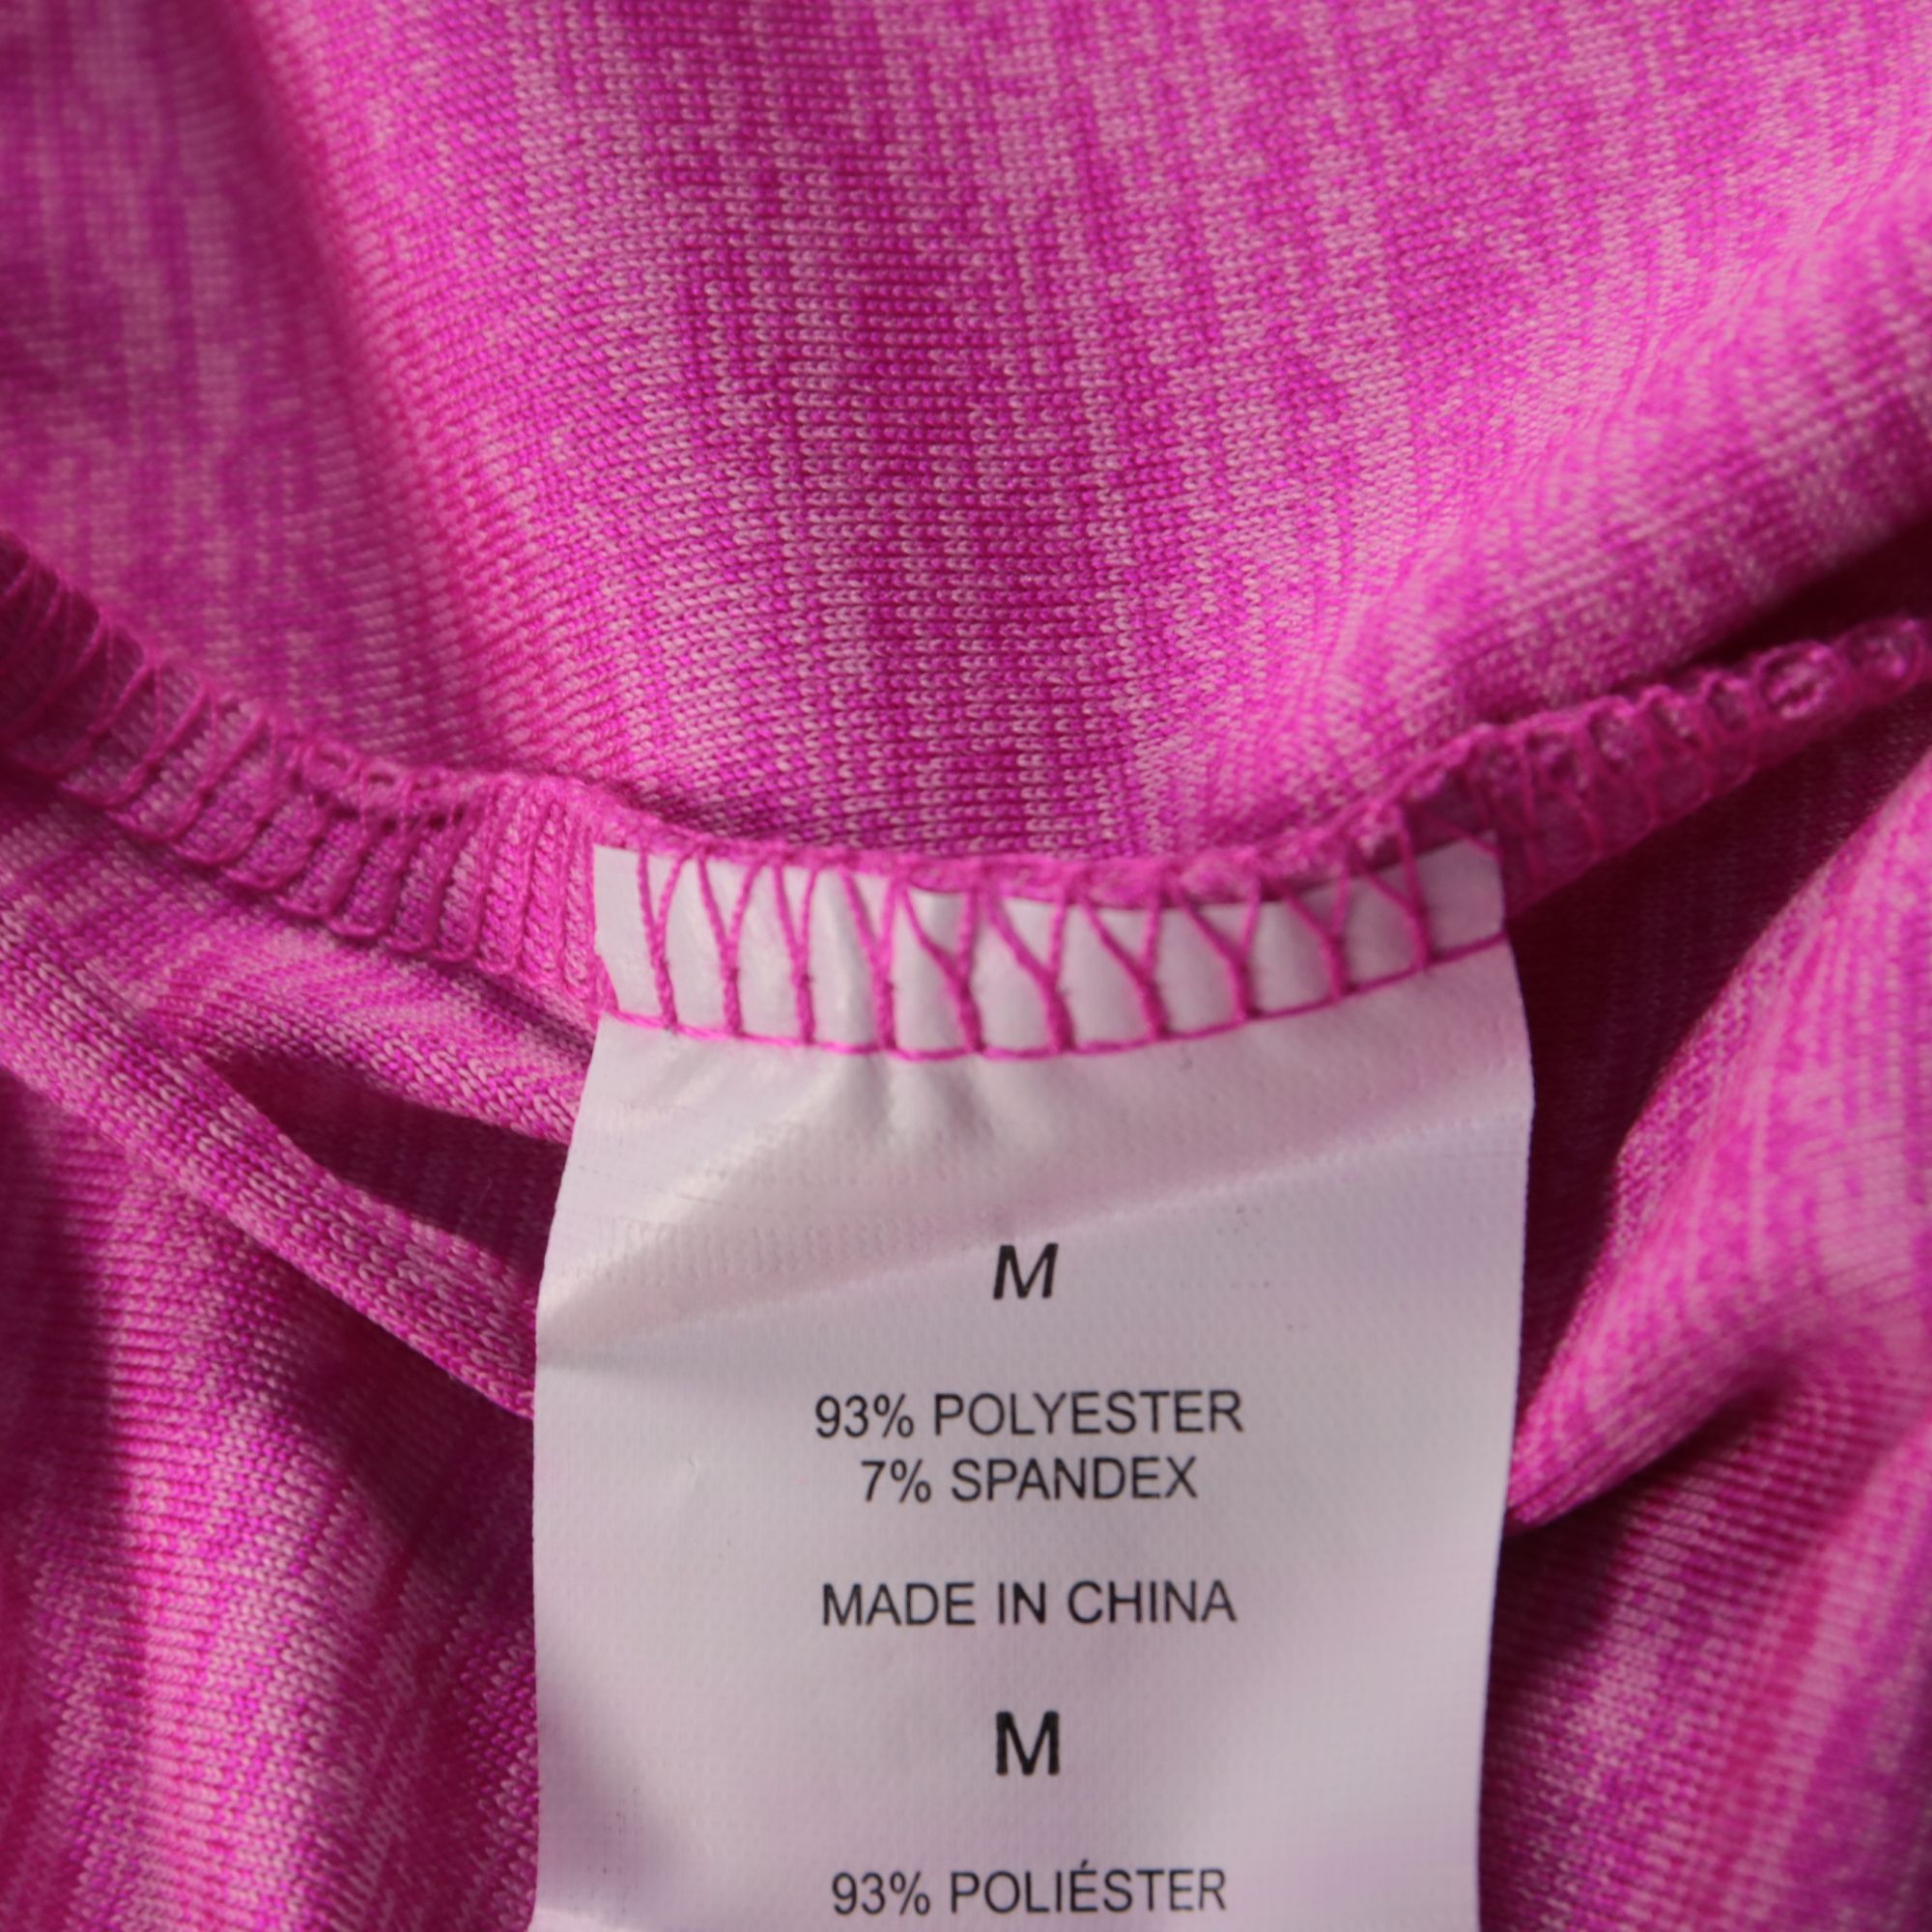 M
93% POLYESTER
7% SPANDEX
MADE IN CHINA
M
93% POLIÉSTER